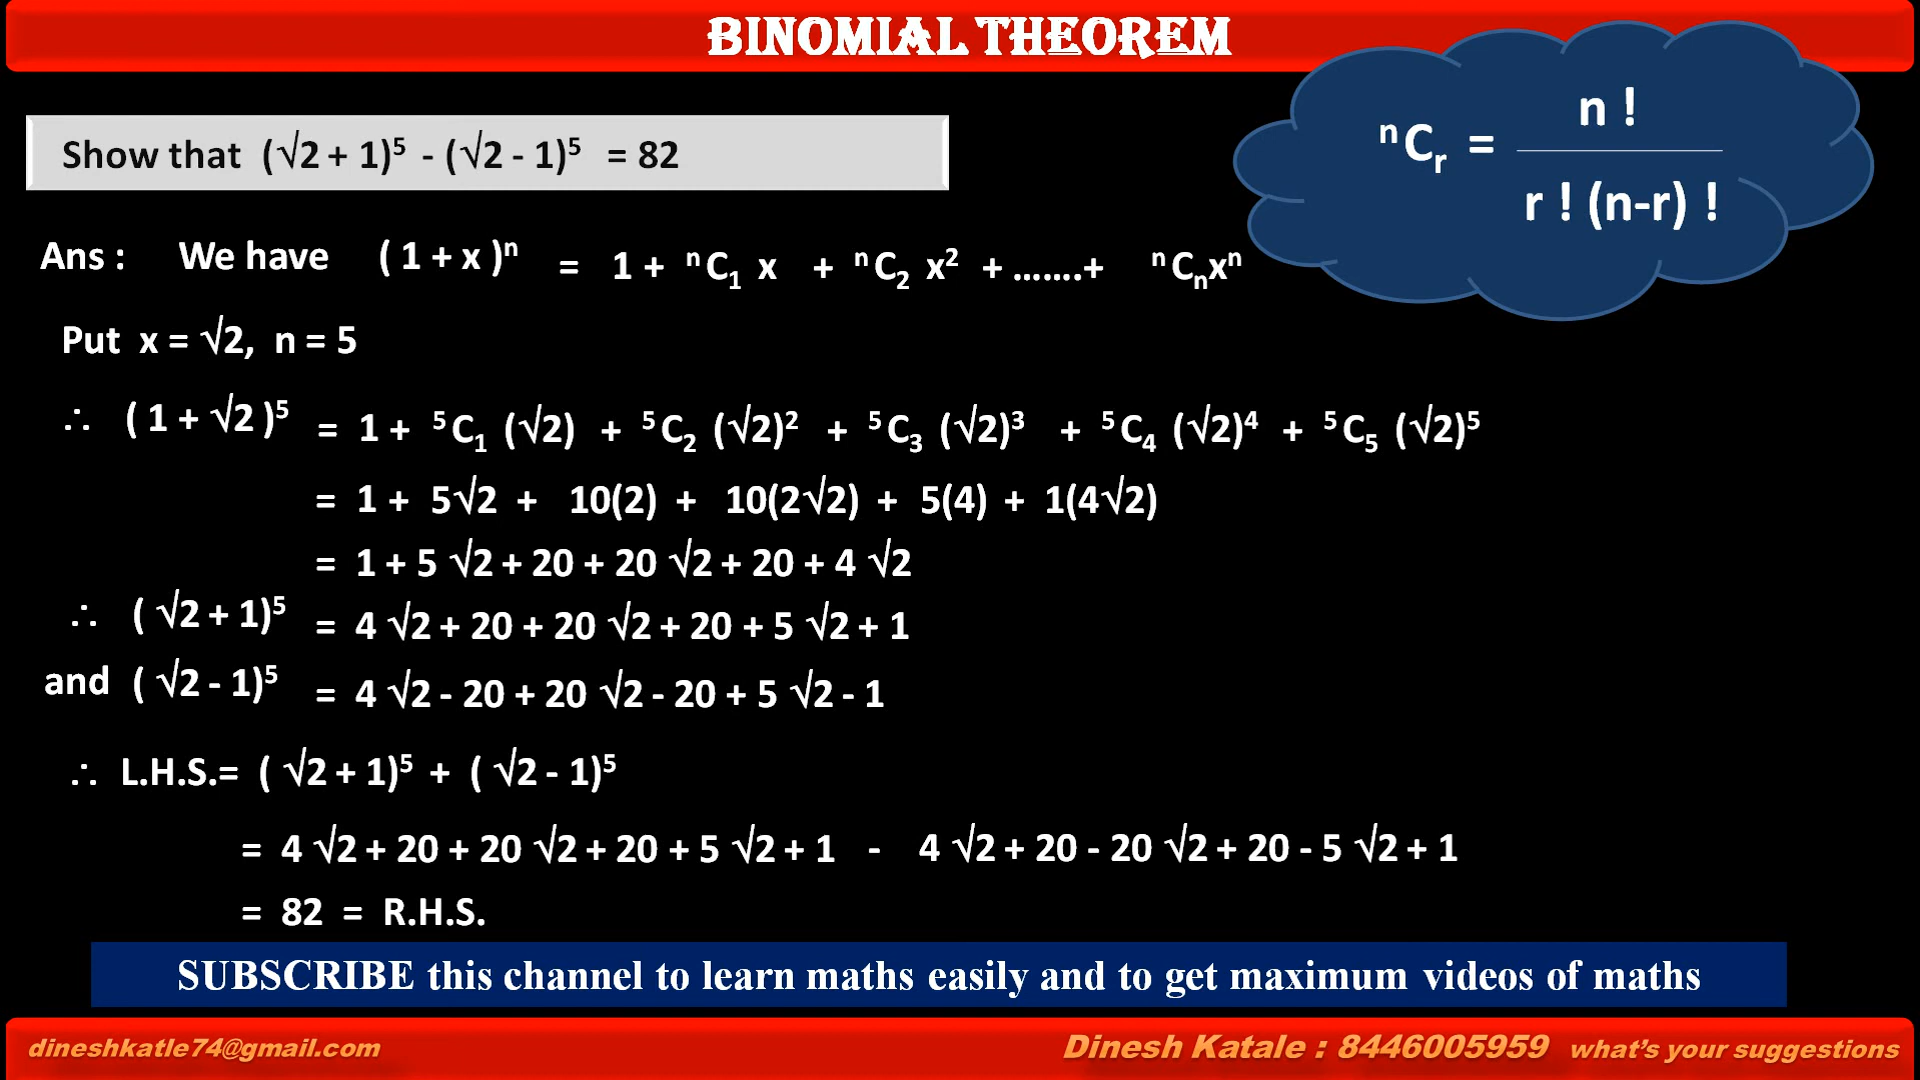 BINOMIAL THEOREM
ⁿCᵣ = n ! / r ! (n-r) !
Show that (√2 + 1)⁵ - (√2 - 1)⁵ = 82
Ans : We have ( 1 + x )ⁿ = 1 + ⁿC₁ x + ⁿC₂ x² + .......+ ⁿCₙxⁿ
Put x = √2, n = 5
∴ ( 1 + √2 )⁵ = 1 + ⁵C₁ (√2) + ⁵C₂ (√2)² + ⁵C₃ (√2)³ + ⁵C₄ (√2)⁴ + ⁵C₅ (√2)⁵
= 1 + 5√2 + 10(2) + 10(2√2) + 5(4) + 1(4√2)
= 1 + 5 √2 + 20 + 20 √2 + 20 + 4 √2
∴ ( √2 + 1)⁵ = 4 √2 + 20 + 20 √2 + 20 + 5 √2 + 1
and ( √2 - 1)⁵ = 4 √2 - 20 + 20 √2 - 20 + 5 √2 - 1
∴ L.H.S.= ( √2 + 1)⁵ + ( √2 - 1)⁵
= 4 √2 + 20 + 20 √2 + 20 + 5 √2 + 1 - 4 √2 + 20 - 20 √2 + 20 - 5 √2 + 1
= 82 = R.H.S.
SUBSCRIBE this channel to learn maths easily and to get maximum videos of maths
dineshkatle74@gmail.com Dinesh Katale : 8446005959 what's your suggestions